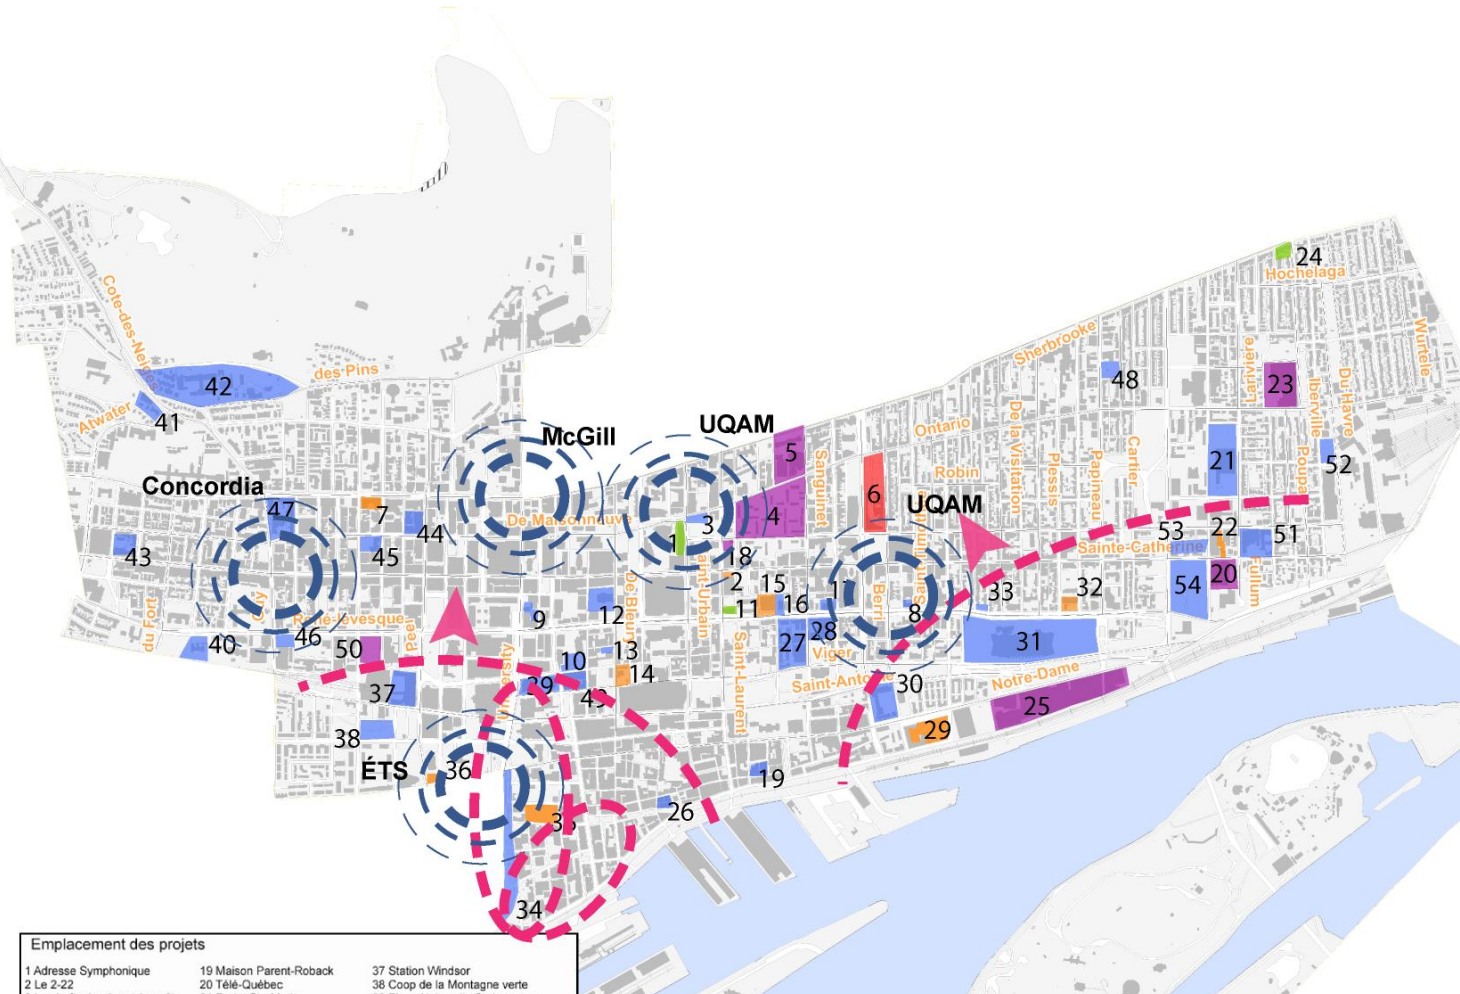 24
Hochelaga
Cote-des-Neiges
Sherbrooke
Wurtele
Larivière
48
23
Iberville
Du Havre
des Pins
42
41
Atwater
McGill
UQAM
5
Ontario
De la Visitation
Cartier
Sanguinet
Robin
Plessis
Papineau
21
52
Poupa
Concordia
47
7
44
De Maisonneuve
3
4
6
UQAM
43
45
1
18
53
22
51
Sainte-Catherine
Saint-Urbain
2
15
16
Berri
8
33
32
54
20
Fullum
du Fort
Guy
De Bleury
9
12
11
27
28
31
René-Lévesque
40
46
50
Peel
13
Viger
Saint-Laurent
10
14
Saint-Antoine
30
Notre-Dame
37
39
49
University
25
38
29
ÉTS
36
19
26
34
Emplacement des projets
1 Adresse Symphonique
19 Maison Parent-Roback
37 Station Windsor
2 Le 2-22
20 Télé-Québec
38 Coop de la Montagne verte